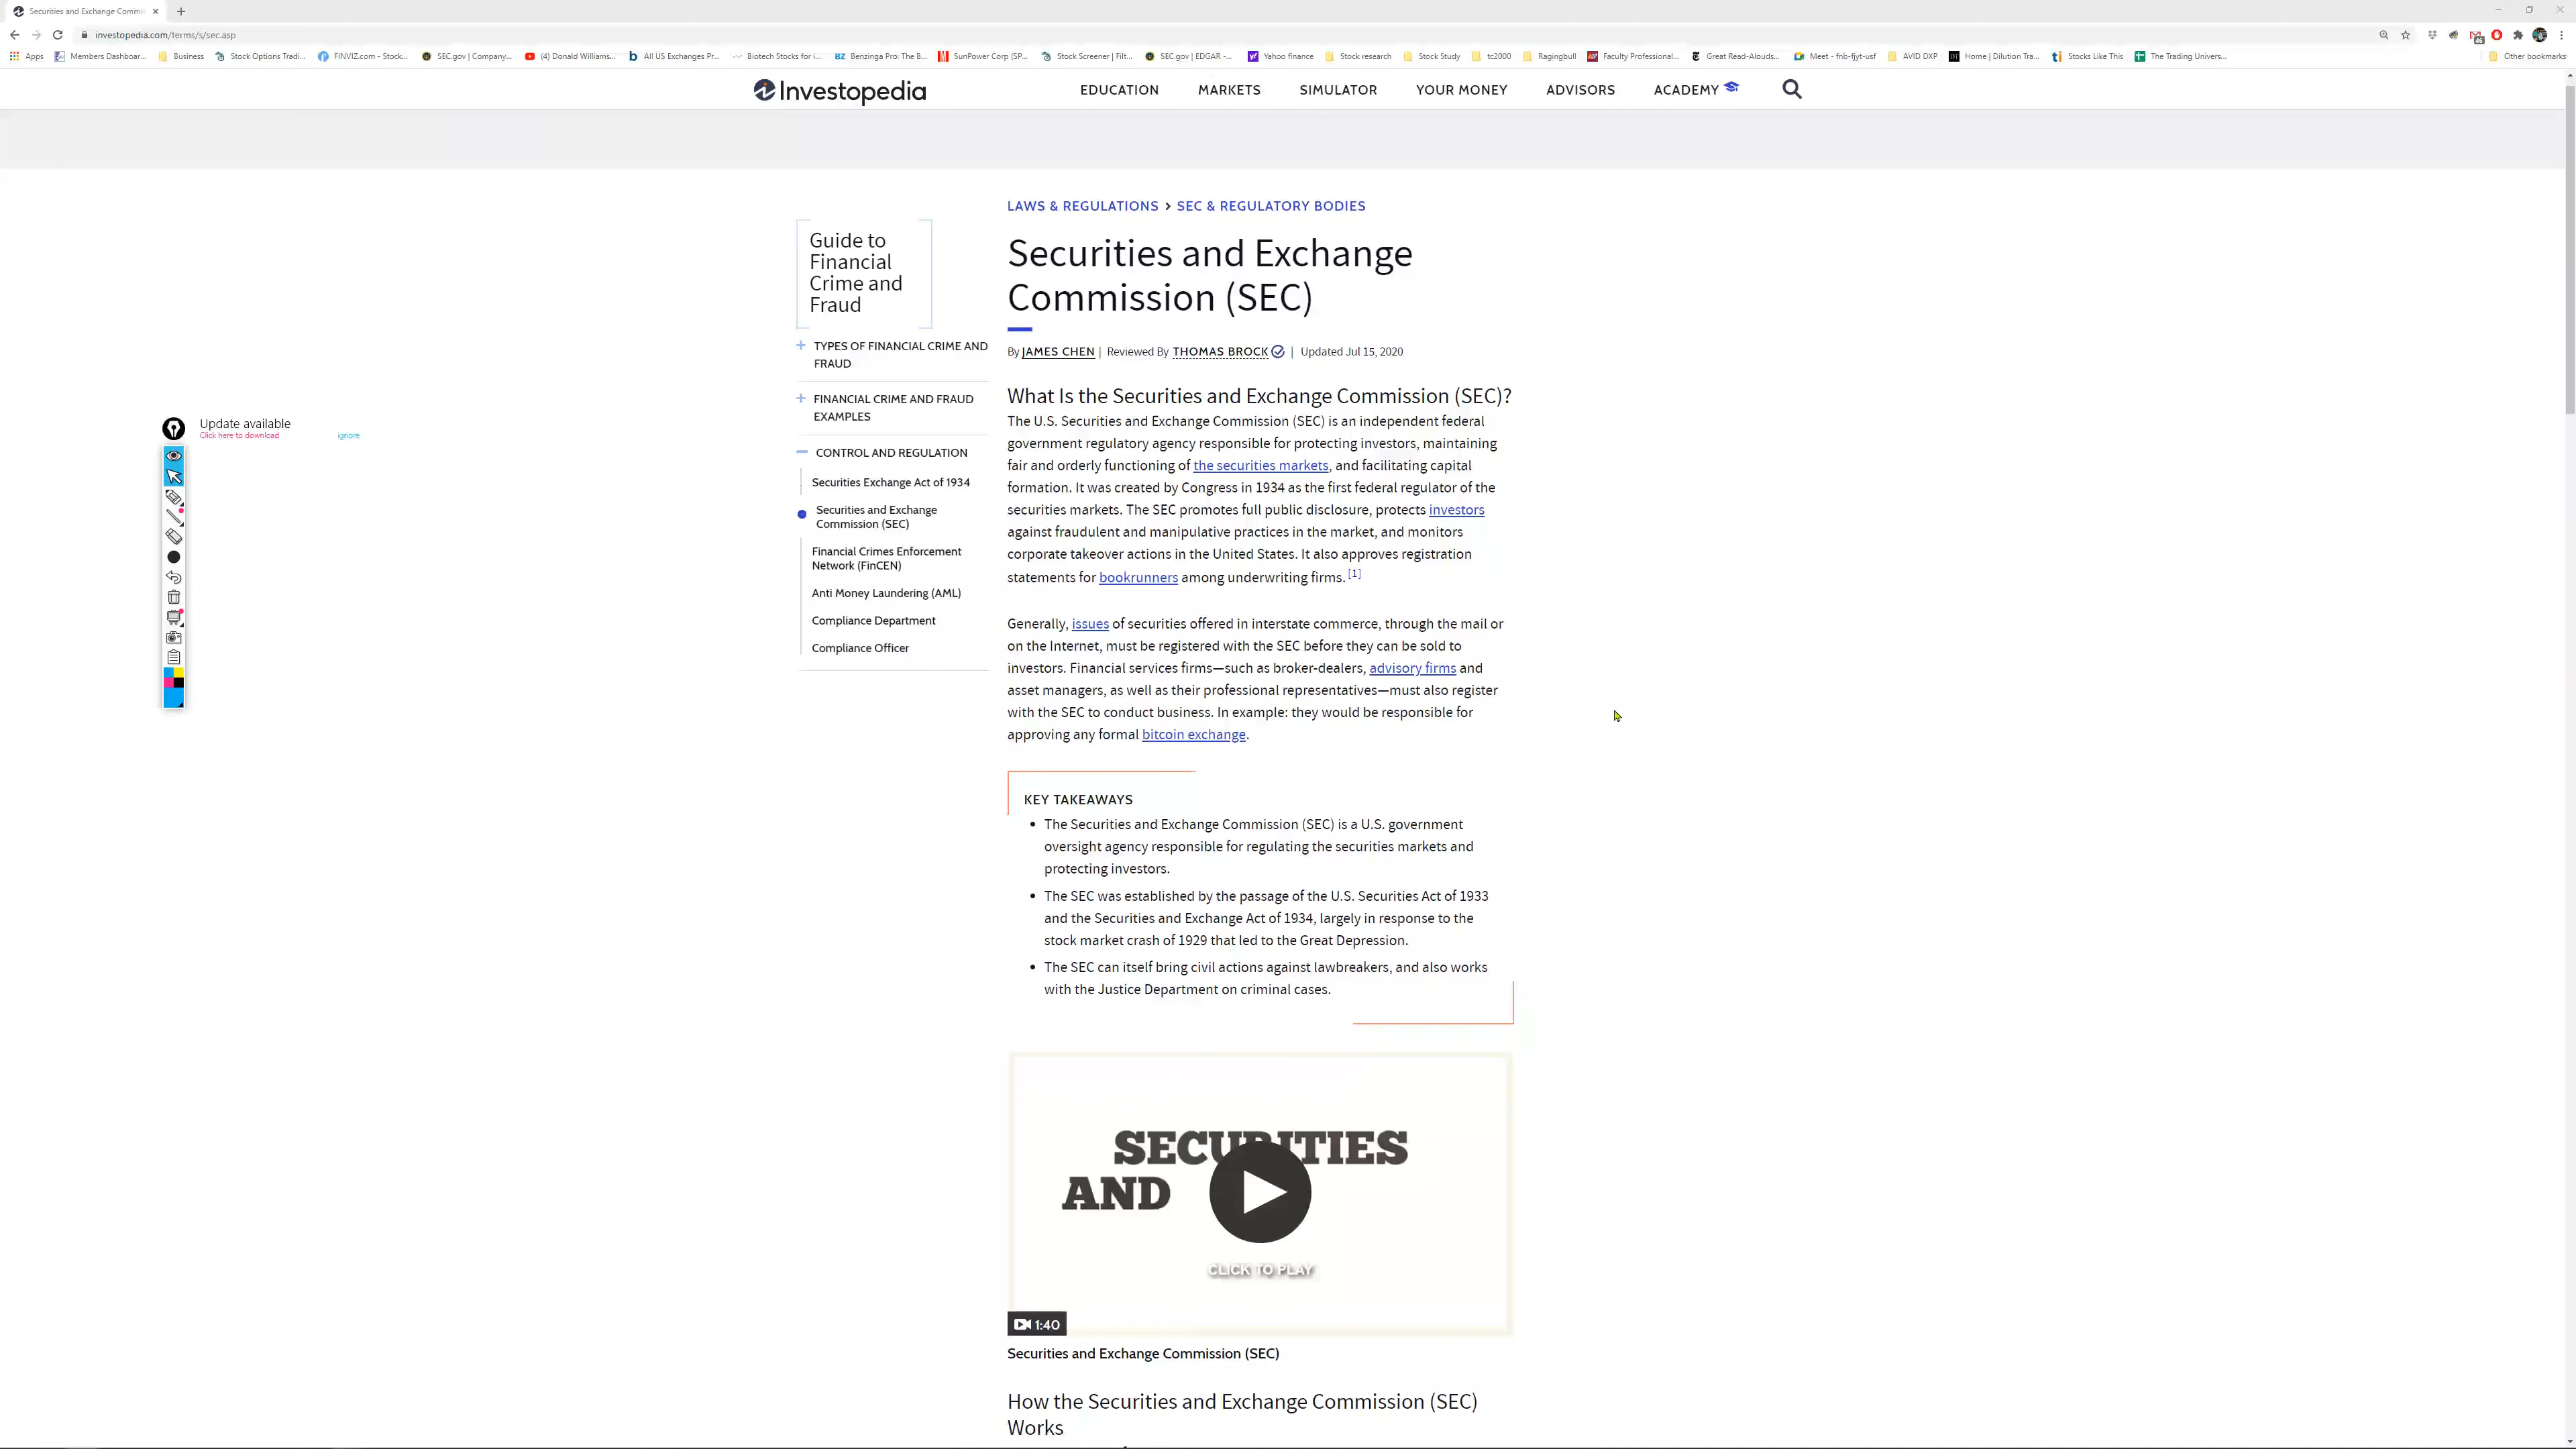 Securities and Exchange Commi
investopedia.com/terms/s/sec.asp
Apps
Members Dashboar...
Business
Stock Options Tradi...
FINVIZ.com - Stock...
SEC.gov | Company...
(4) Donald Williams...
All US Exchanges Pr...
Biotech Stocks for i...
Benzinga Pro: The B...
SunPower Corp (SP...
Stock Screener | Filt...
SEC.gov | EDGAR -...
Yahoo finance
Stock research
Stock Study
tc2000
Ragingbull
Faculty Professional...
Great Read-Alouds...
Meet - fnb-fjyt-usf
AVID DXP
Home | Dilution Tra...
Stocks Like This
The Trading Univers...
Other bookmarks
Investopedia
EDUCATION
MARKETS
SIMULATOR
YOUR MONEY
ADVISORS
ACADEMY
LAWS & REGULATIONS > SEC & REGULATORY BODIES
Guide to
Financial
Crime and
Fraud
TYPES OF FINANCIAL CRIME AND
FRAUD
FINANCIAL CRIME AND FRAUD
EXAMPLES
CONTROL AND REGULATION
Securities Exchange Act of 1934
Securities and Exchange
Commission (SEC)
Financial Crimes Enforcement
Network (FinCEN)
Anti Money Laundering (AML)
Compliance Department
Compliance Officer
Update available
Click here to download
ignore
Securities and Exchange
Commission (SEC)
By JAMES CHEN | Reviewed By THOMAS BROCK | Updated Jul 15, 2020
What Is the Securities and Exchange Commission (SEC)?
The U.S. Securities and Exchange Commission (SEC) is an independent federal
government regulatory agency responsible for protecting investors, maintaining
fair and orderly functioning of the securities markets, and facilitating capital
formation. It was created by Congress in 1934 as the first federal regulator of the
securities markets. The SEC promotes full public disclosure, protects investors
against fraudulent and manipulative practices in the market, and monitors
corporate takeover actions in the United States. It also approves registration
statements for bookrunners among underwriting firms. [1]
Generally, issues of securities offered in interstate commerce, through the mail or
on the Internet, must be registered with the SEC before they can be sold to
investors. Financial services firms—such as broker-dealers, advisory firms and
asset managers, as well as their professional representatives—must also register
with the SEC to conduct business. In example: they would be responsible for
approving any formal bitcoin exchange.
KEY TAKEAWAYS
• The Securities and Exchange Commission (SEC) is a U.S. government
oversight agency responsible for regulating the securities markets and
protecting investors.
• The SEC was established by the passage of the U.S. Securities Act of 1933
and the Securities and Exchange Act of 1934, largely in response to the
stock market crash of 1929 that led to the Great Depression.
• The SEC can itself bring civil actions against lawbreakers, and also works
with the Justice Department on criminal cases.
SECURITIES
AND
CLICK TO PLAY
1:40
Securities and Exchange Commission (SEC)
How the Securities and Exchange Commission (SEC)
Works